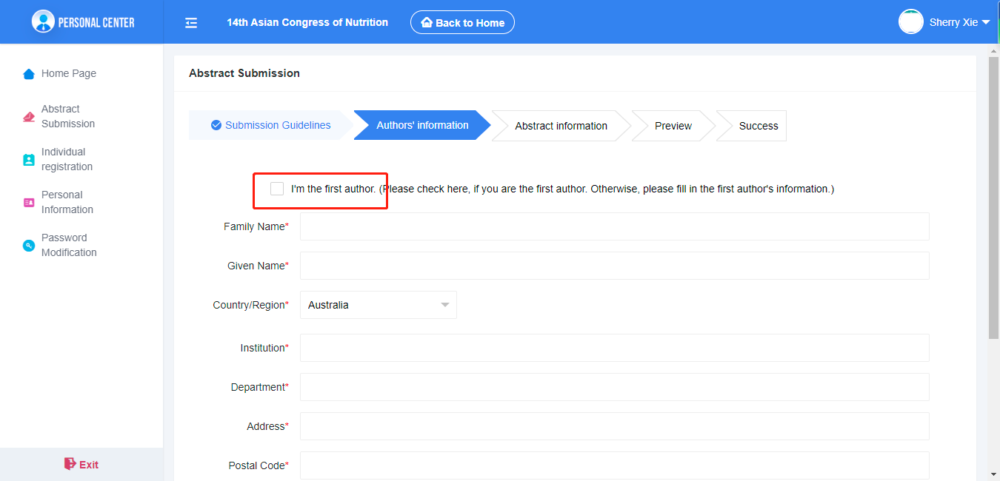 PERSONAL CENTER
14th Asian Congress of Nutrition
Back to Home
Sherry Xie
Home Page
Abstract
Submission
Individual
registration
Personal
Information
Password
Modification
Exit
Abstract Submission
Submission Guidelines
Authors' information
Abstract information
Preview
Success
I'm the first author. (Please check here, if you are the first author. Otherwise, please fill in the first author's information.)
Family Name*
Given Name*
Country/Region*
Australia
Institution*
Department*
Address*
Postal Code*